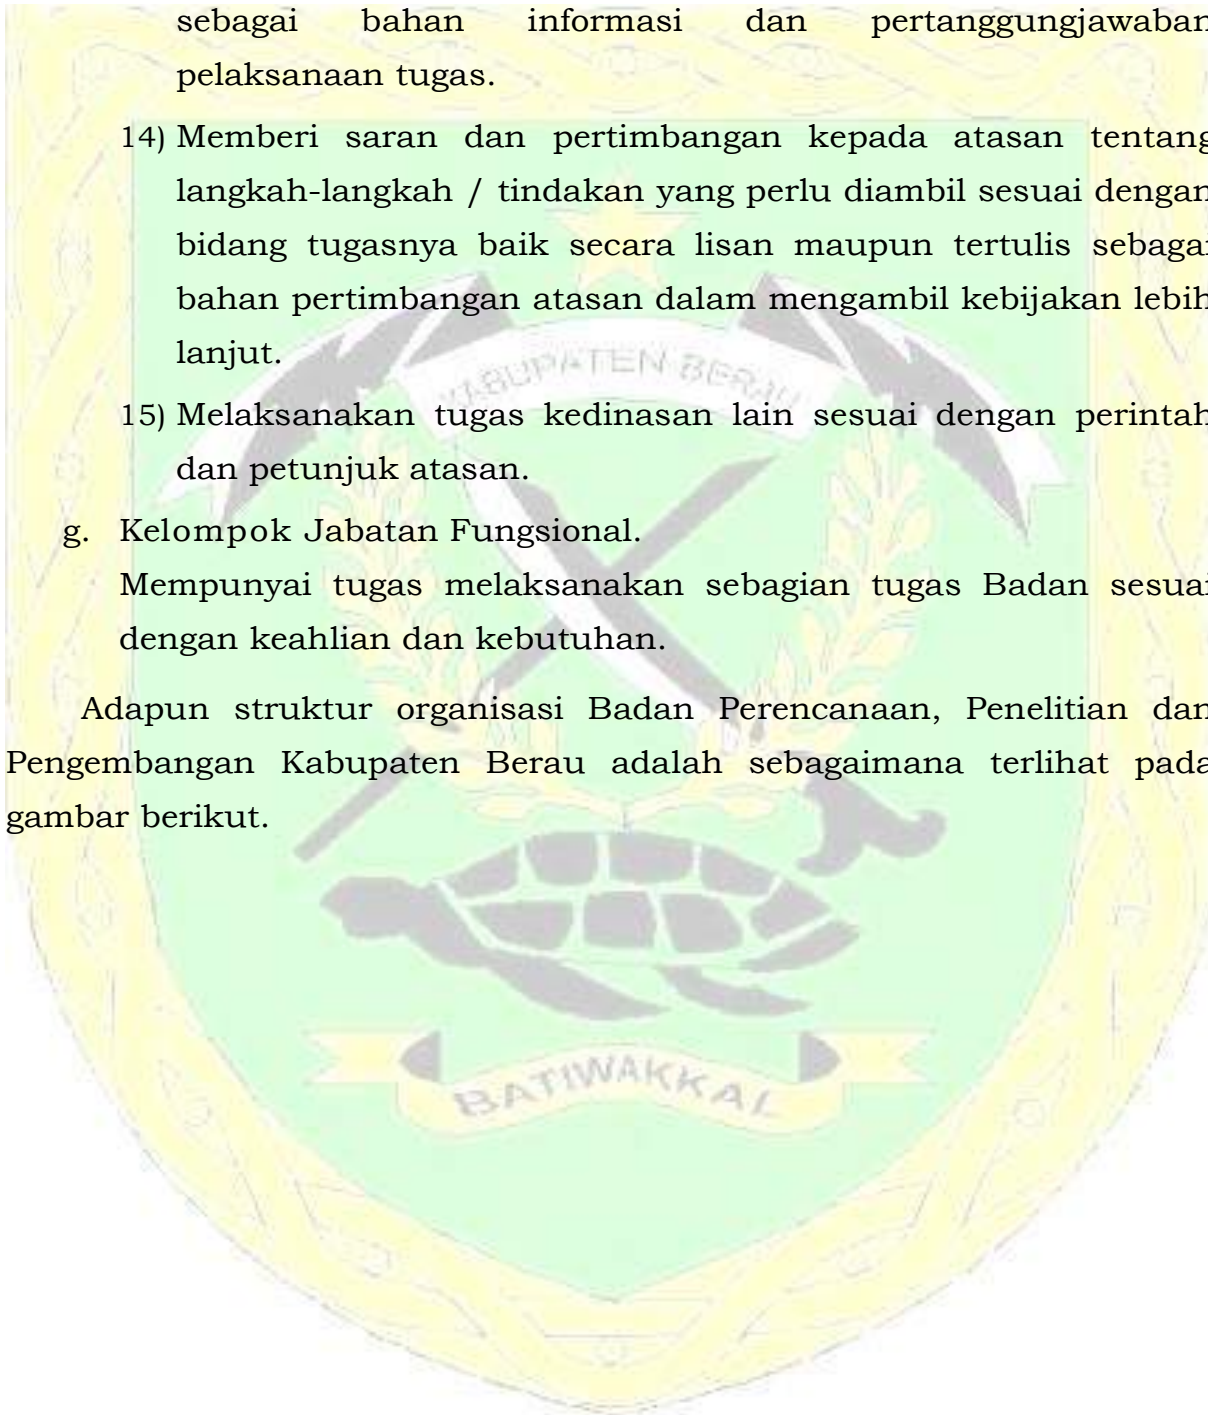 sebagai bahan informasi dan pertanggungjawaban
pelaksanaan tugas.
14) Memberi saran dan pertimbangan kepada atasan tentang
langkah-langkah / tindakan yang perlu diambil sesuai dengan
bidang tugasnya baik secara lisan maupun tertulis sebagai
bahan pertimbangan atasan dalam mengambil kebijakan lebih
lanjut.
KABUPATEN BERAU
15) Melaksanakan tugas kedinasan lain sesuai dengan perintah
dan petunjuk atasan.
g. Kelompok Jabatan Fungsional.
Mempunyai tugas melaksanakan sebagian tugas Badan sesuai
dengan keahlian dan kebutuhan.
Adapun struktur organisasi Badan Perencanaan, Penelitian dan
Pengembangan Kabupaten Berau adalah sebagaimana terlihat pada
gambar berikut.
BATIWAKKAL